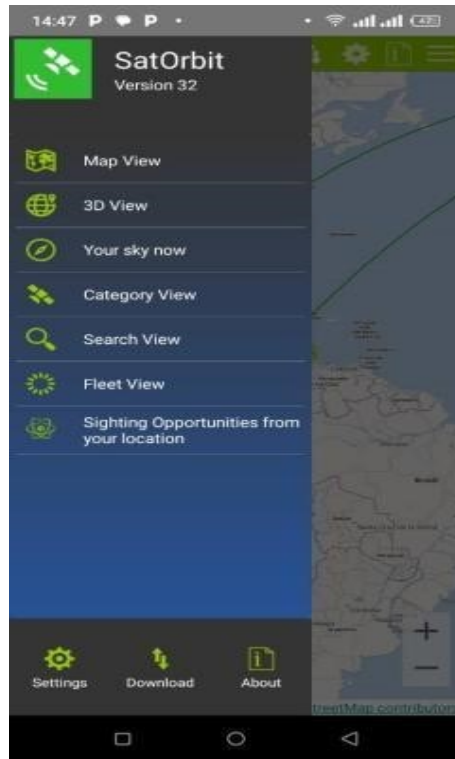 14:47
SatOrbit
Version 32
Map View
3D View
Your sky now
Category View
Search View
Fleet View
Sighting Opportunities from
your location
+
−
Settings
Download
About
treetMap contributors